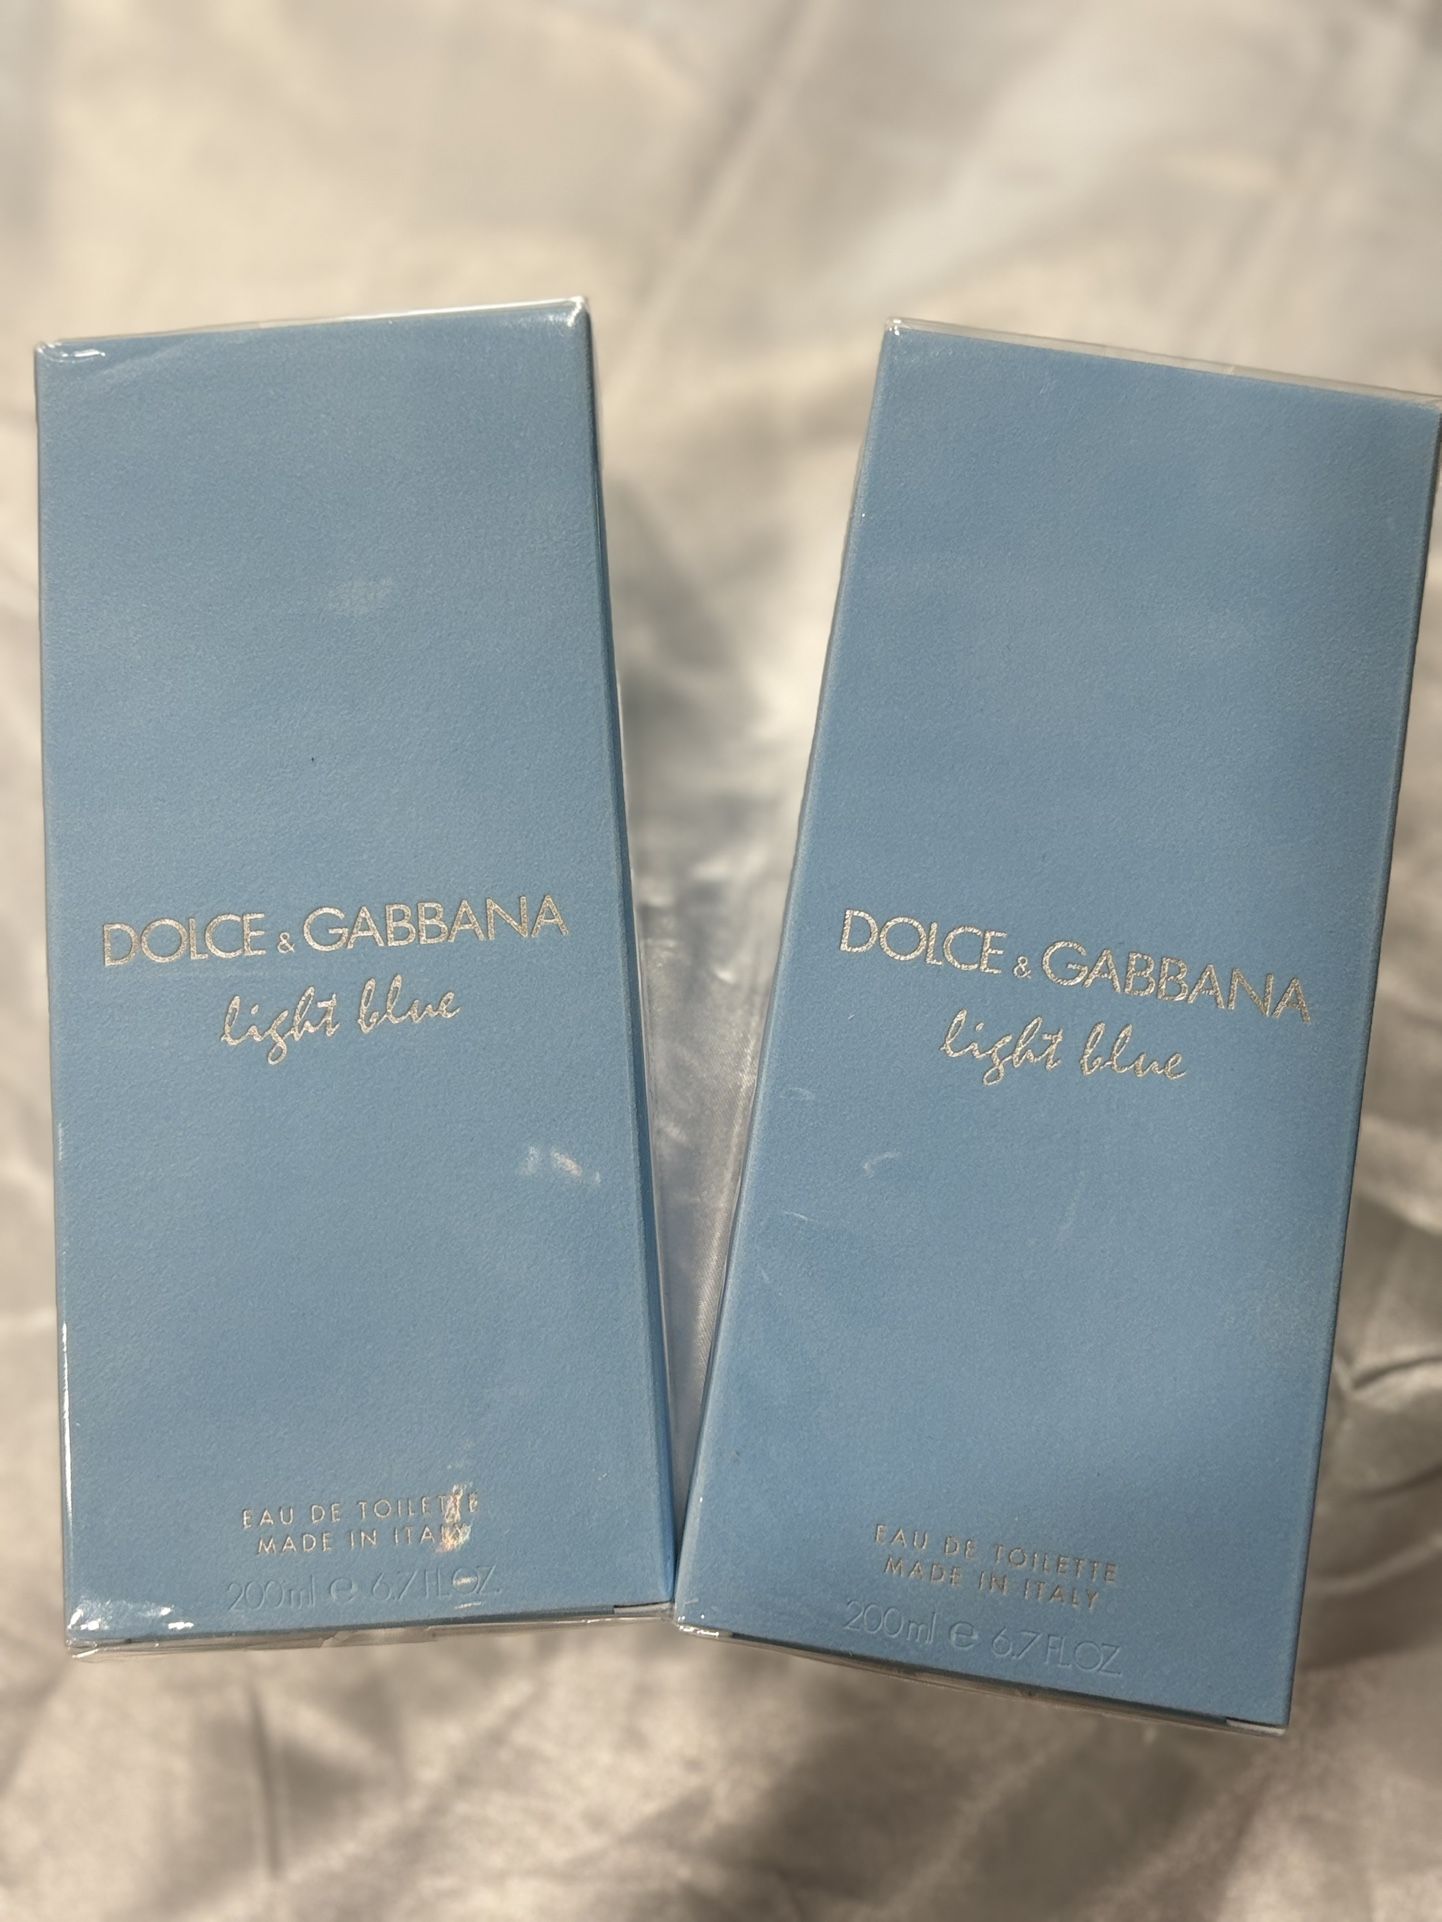 DOLCE & GABBANA
light blue
EAU DE TOILETTE
MADE IN ITALY
200ml e 6.7 FL.OZ
DOLCE & GABBANA
light blue
EAU DE TOILETTE
MADE IN ITALY
200ml e 6.7 FL.OZ